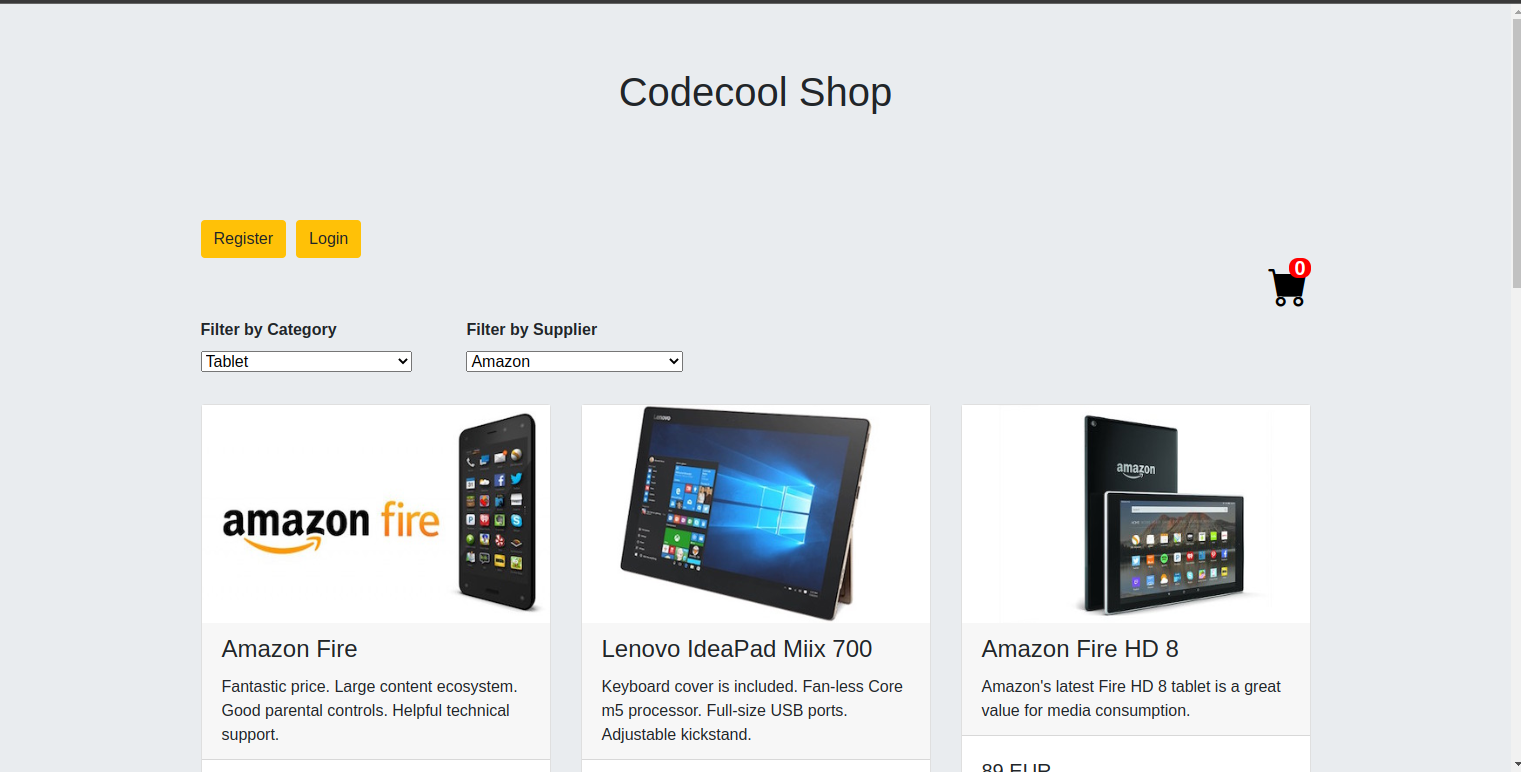 Codecool Shop
Register Login
0
Filter by Category Filter by Supplier
Tablet Amazon
amazon fire
Lenovo
amazon
Amazon Fire
Fantastic price. Large content ecosystem.
Good parental controls. Helpful technical
support.
Lenovo IdeaPad Miix 700
Keyboard cover is included. Fan-less Core
m5 processor. Full-size USB ports.
Adjustable kickstand.
Amazon Fire HD 8
Amazon's latest Fire HD 8 tablet is a great
value for media consumption.
89 EUR